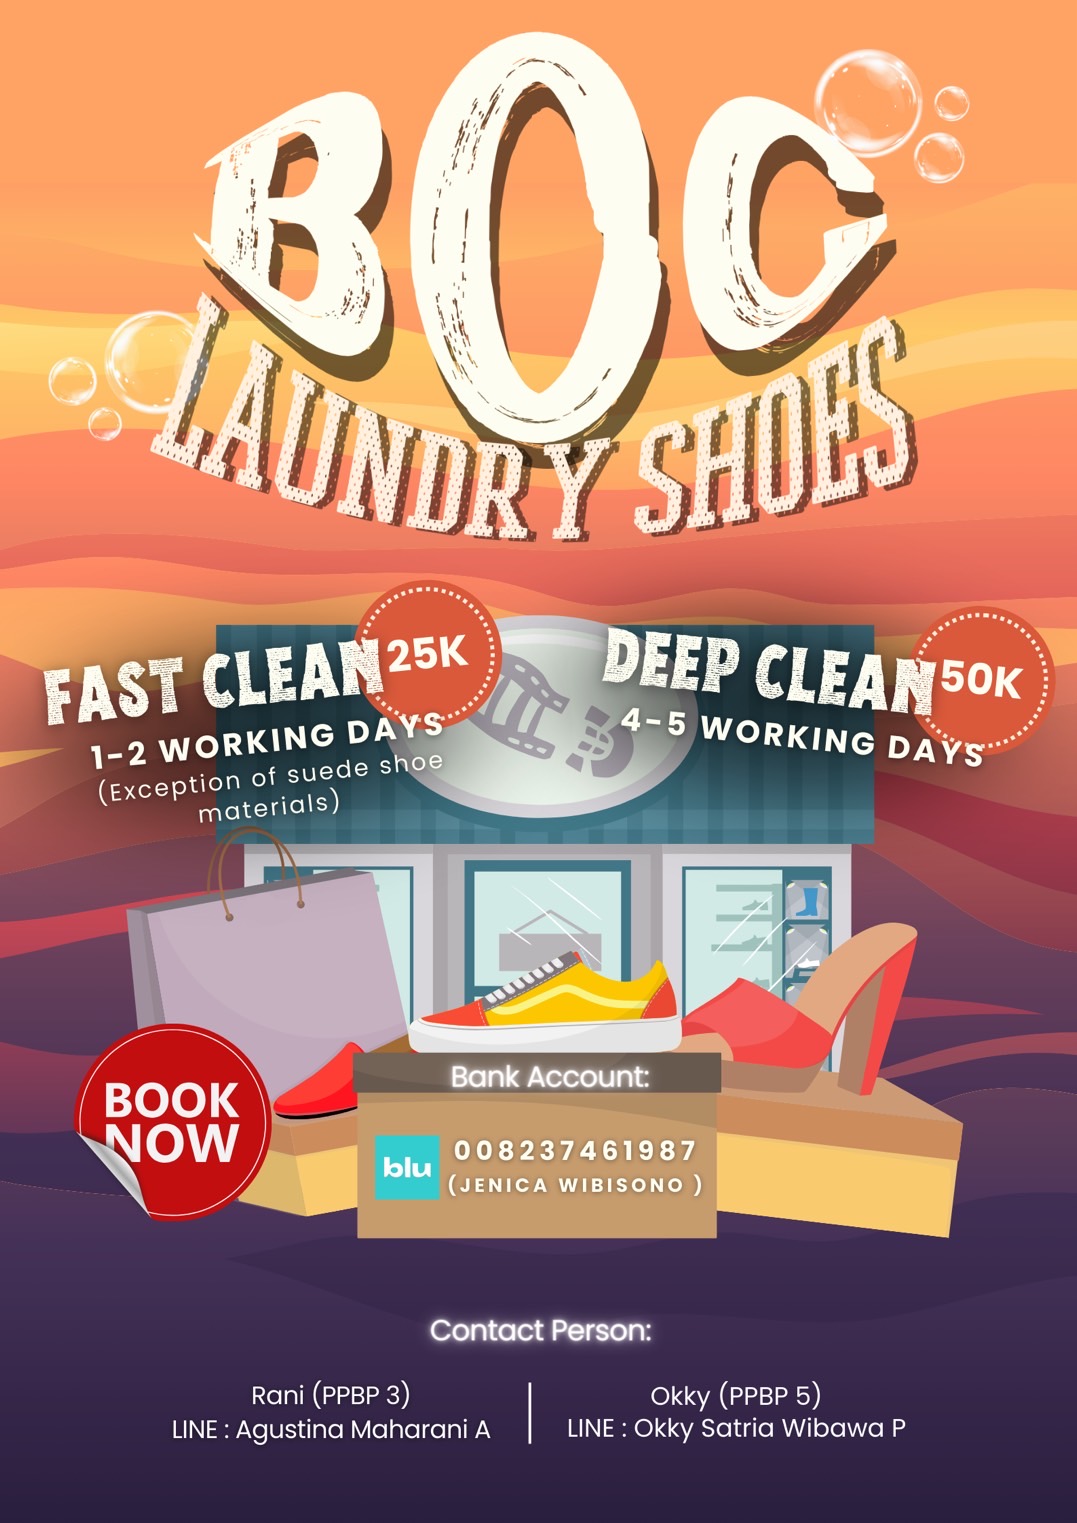 BOC
LAUNDRY SHOES
FAST CLEAN 25K
1-2 WORKING DAYS
(Exception of suede shoe
materials)
DEEP CLEAN 50K
4-5 WORKING DAYS
BOOK
NOW
Bank Account:
blu
008237461987
(JENICA WIBISONO )
Contact Person:
Rani (PPBP 3)
LINE : Agustina Maharani A
Okky (PPBP 5)
LINE : Okky Satria Wibawa P